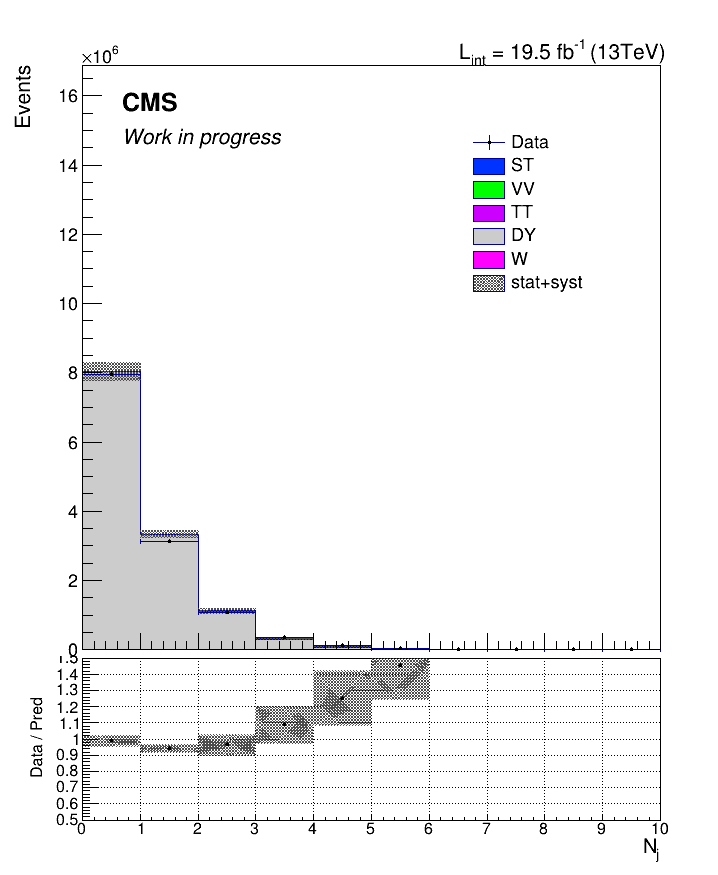 ×10⁶
L_int = 19.5 fb⁻¹ (13TeV)
Events
CMS
Work in progress
Data
ST
VV
TT
DY
W
stat+syst
16
14
12
10
8
6
4
2
0
Data / Pred
1.5
1.4
1.3
1.2
1.1
1
0.9
0.8
0.7
0.6
0.5
0 1 2 3 4 5 6 7 8 9 10
N_j